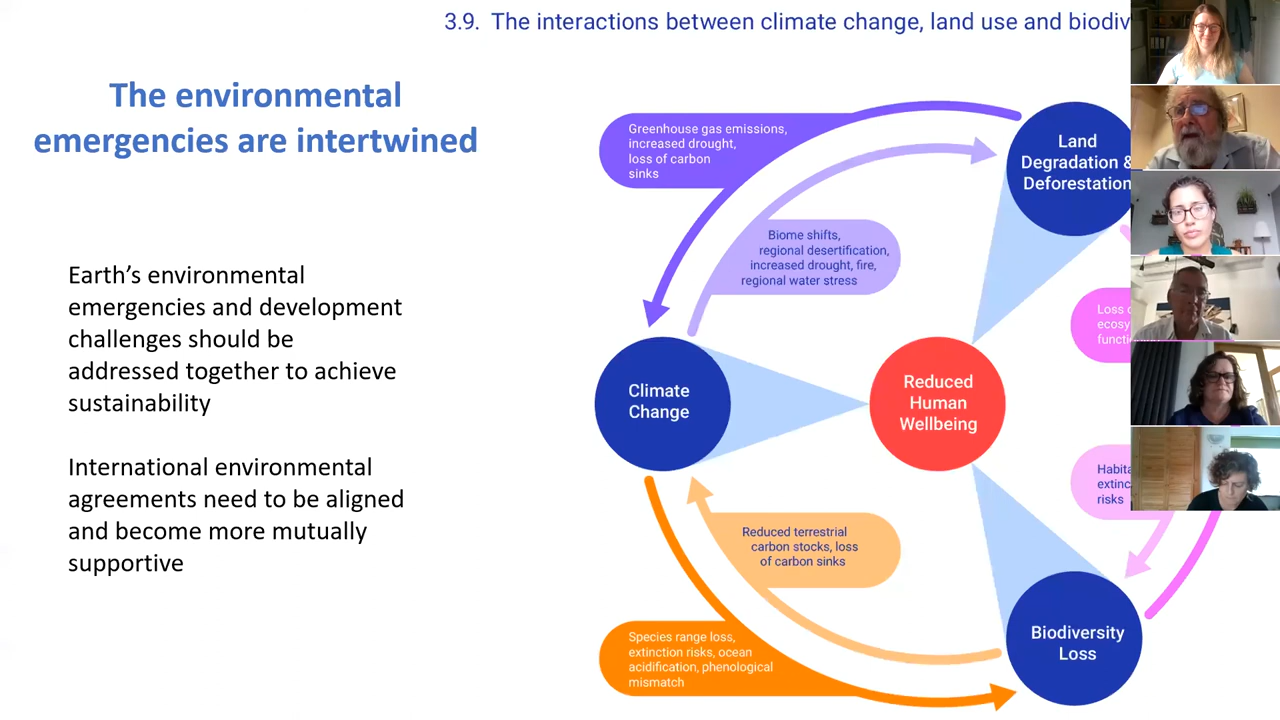 3.9. The interactions between climate change, land use and
The environmental
emergencies are intertwined
Earth’s environmental
emergencies and development
challenges should be
addressed together to achieve
sustainability
International environmental
agreements need to be aligned
and become more mutually
supportive
Greenhouse gas emissions,
increased drought,
loss of carbon
sinks
Biome shifts,
regional desertification,
increased drought, fire,
regional water stress
Land
Degradation &
Deforestation
Loss
Climate
Change
Reduced
Human
Wellbeing
extinc
risks
Reduced terrestrial
carbon stocks, loss
of carbon sinks
Species range loss,
extinction risks, ocean
acidification, phenological
mismatch
Biodiversity
Loss